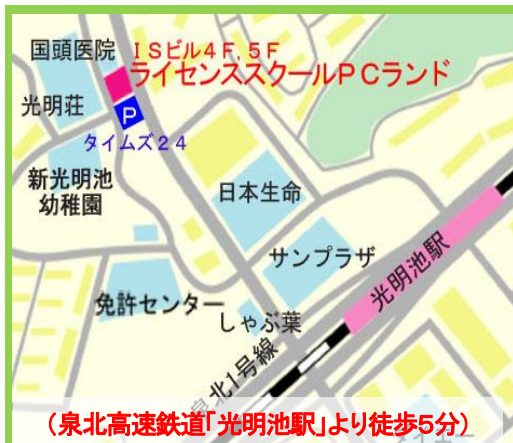 国頭医院
ISビル4F,5F
ライセンススクールPCランド
光明荘
P
タイムズ24
新光明池
幼稚園
日本生命
サンプラザ
光明池駅
免許センター
しゃぶ葉
泉北1号線
(泉北高速鉄道「光明池駅」より徒歩5分)